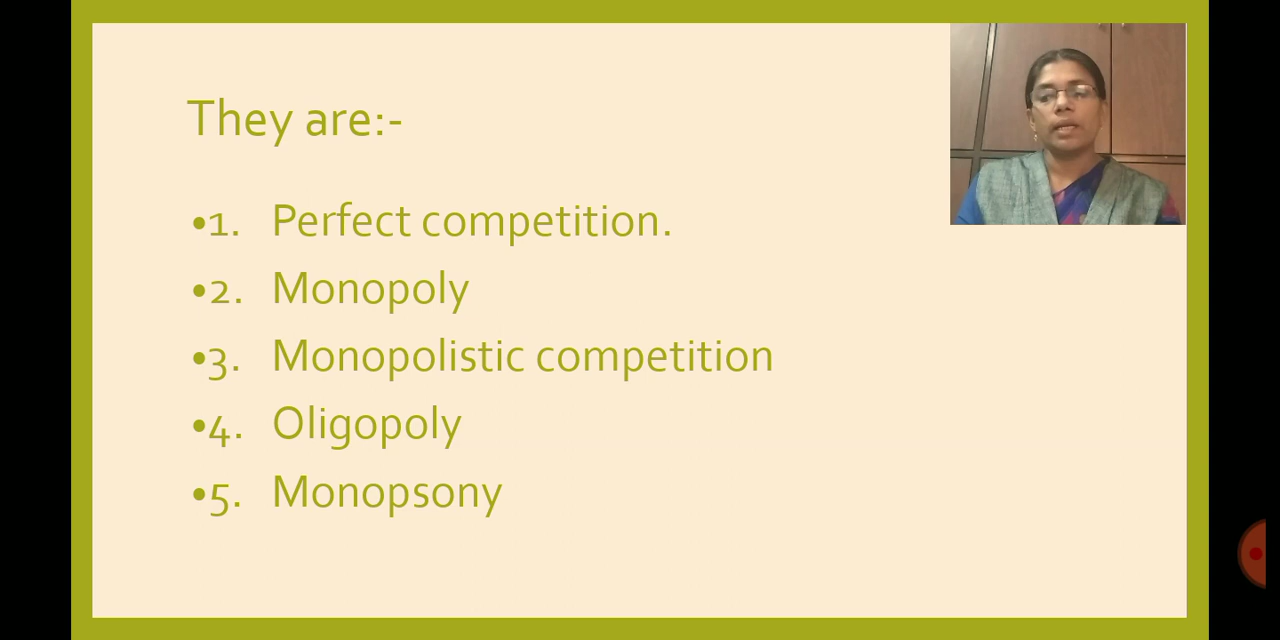 They are:-
•1. Perfect competition.
•2. Monopoly
•3. Monopolistic competition
•4. Oligopoly
•5. Monopsony